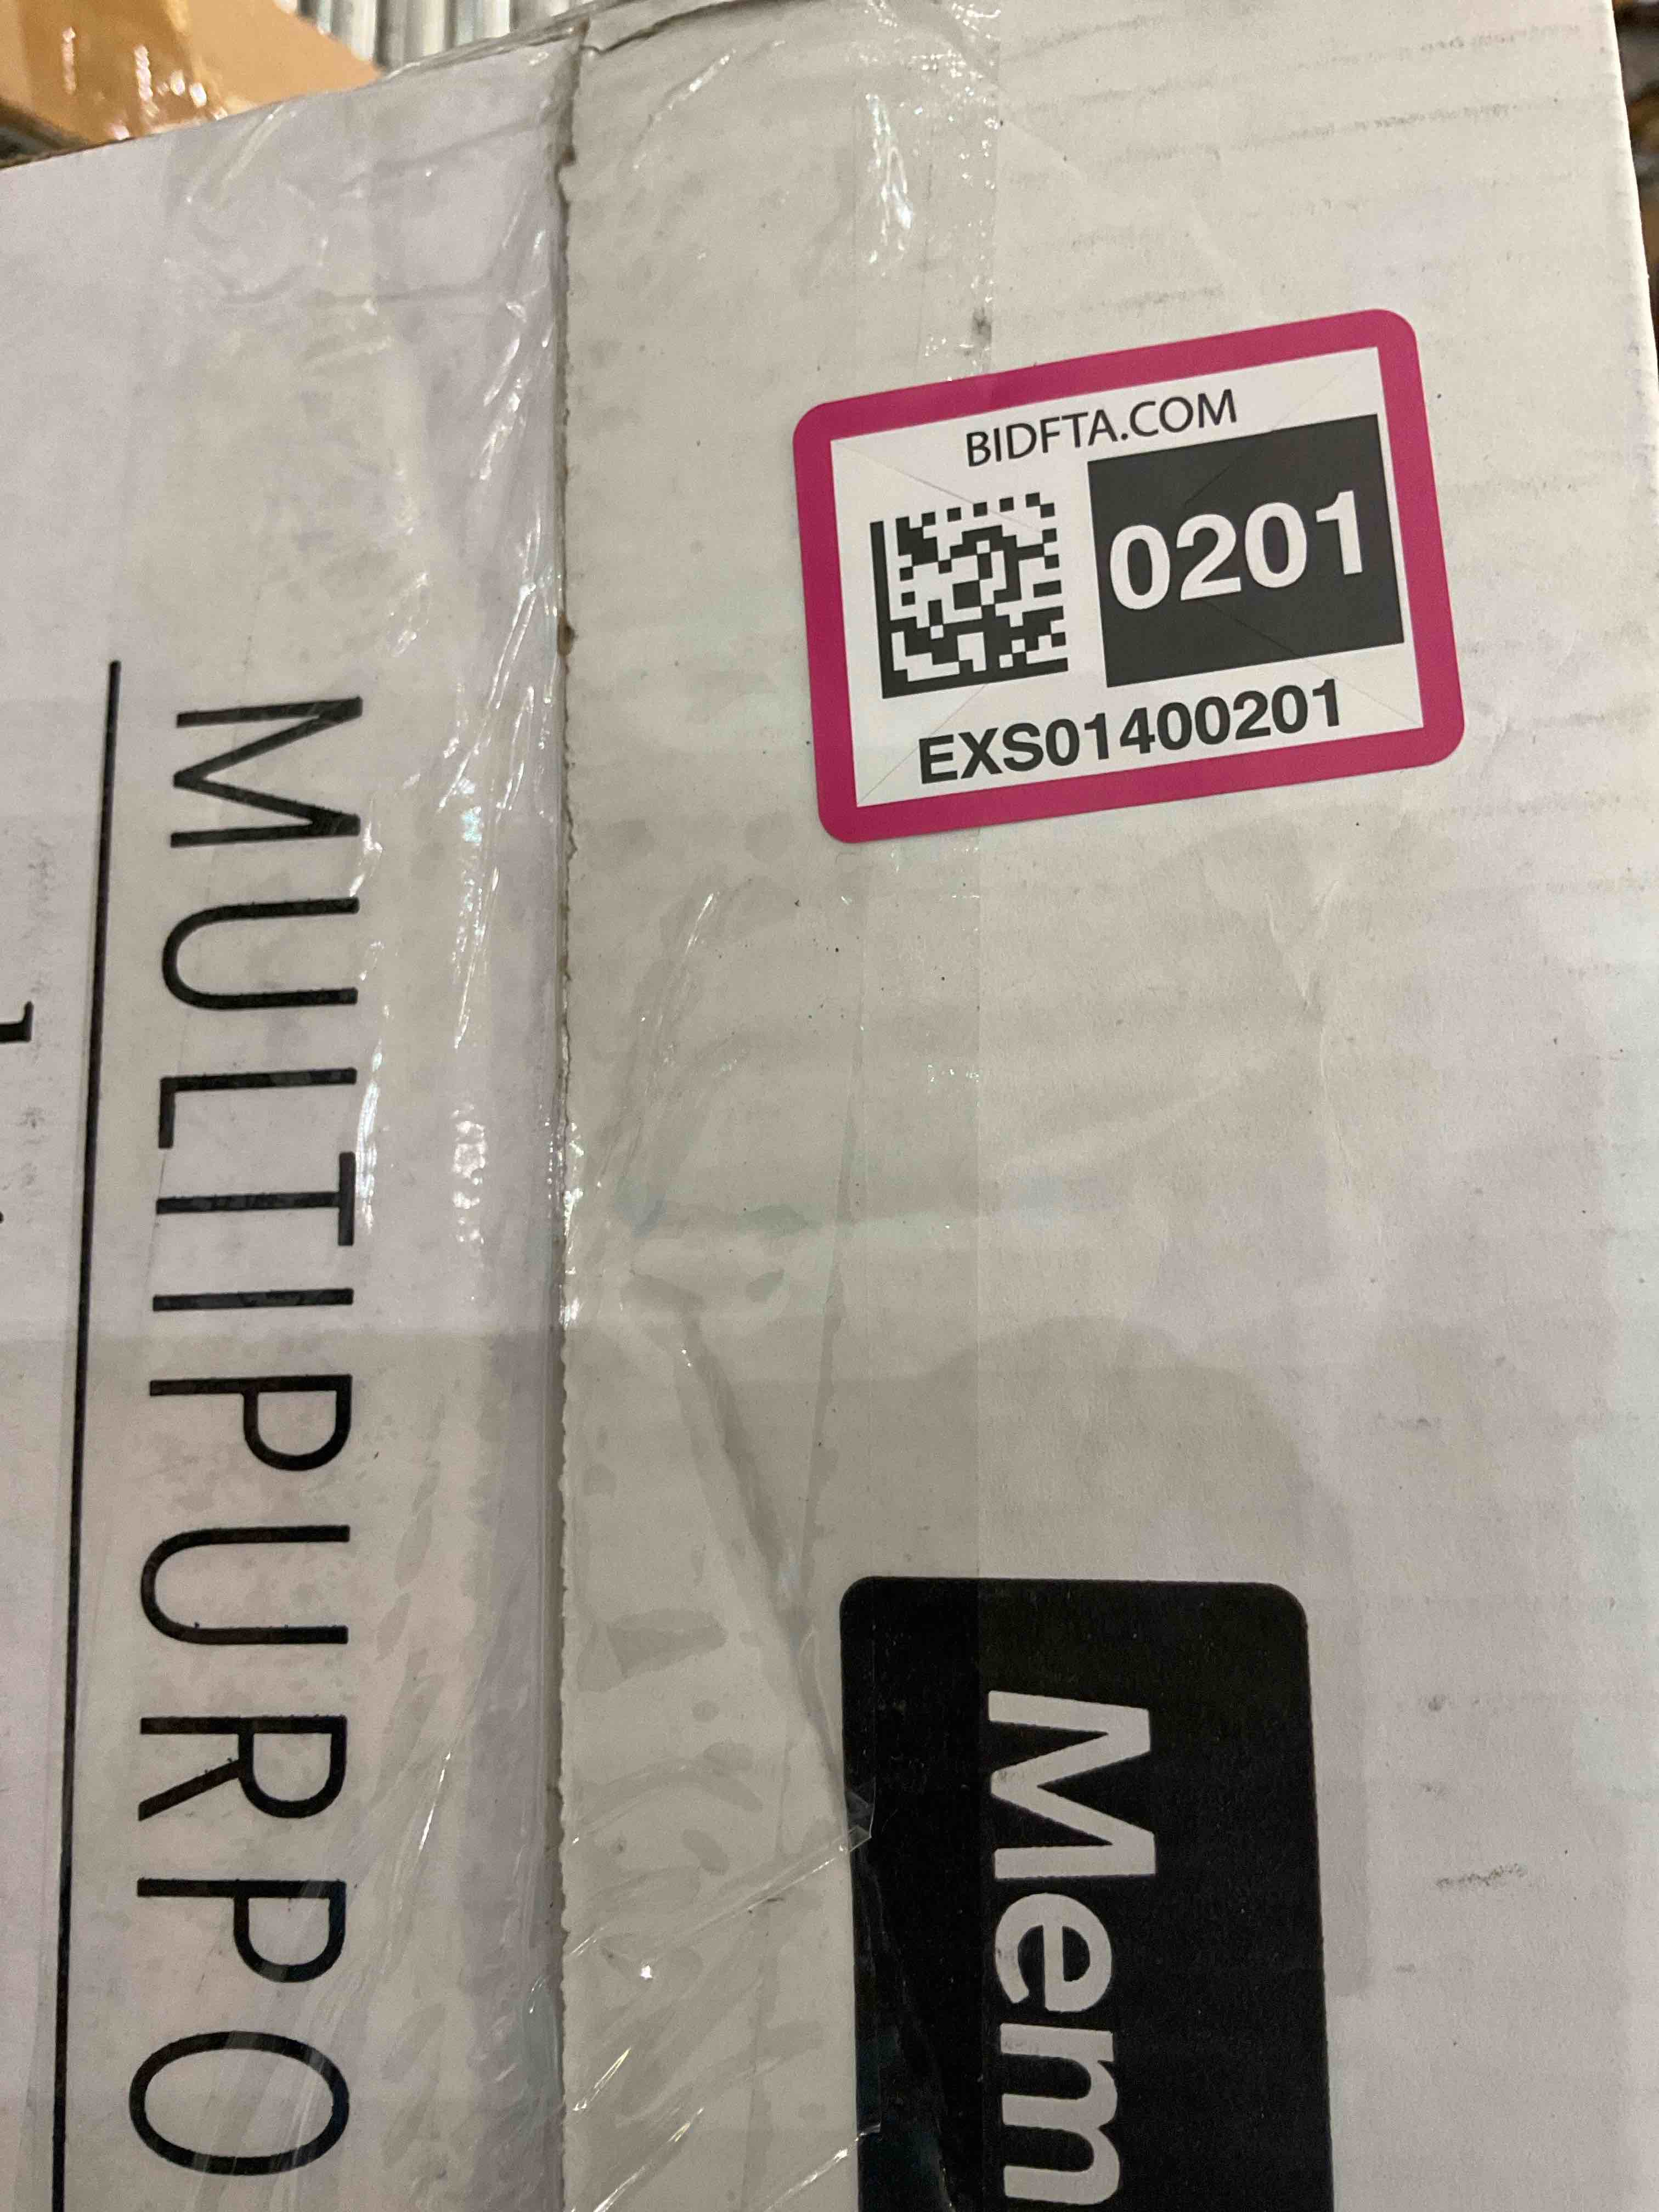 BIDFTA.COM
0201
EXS01400201
MULTIPURPO
Mem